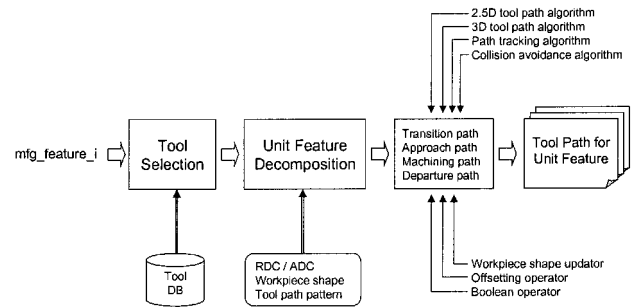 2.5D tool path algorithm
3D tool path algorithm
Path tracking algorithm
Collision avoidance algorithm
mfg_feature_i
Tool
Selection
Unit Feature
Decomposition
Transition path
Approach path
Machining path
Departure path
Tool Path for
Unit Feature
Tool
DB
RDC / ADC
Workpiece shape
Tool path pattern
Workpiece shape updator
Offsetting operator
Boolean operator